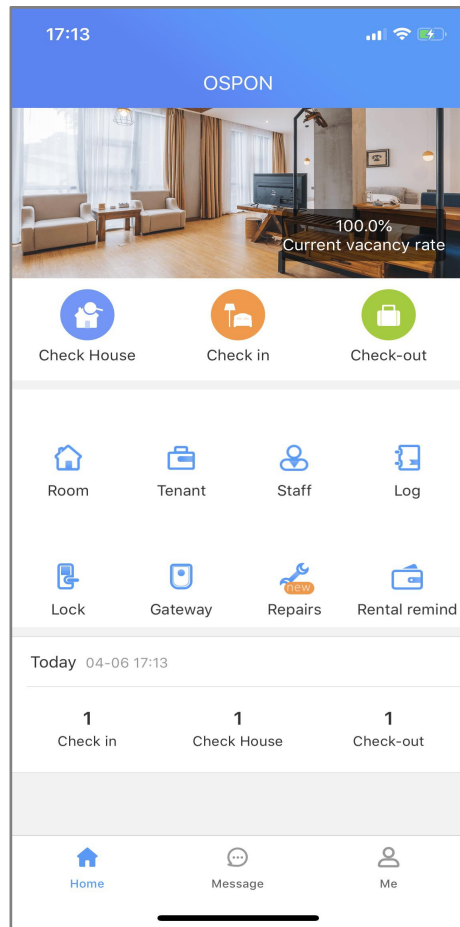 17:13
OSPON
100.0%
Current vacancy rate
Check House
Check in
Check-out
Room
Tenant
Staff
Log
Lock
Gateway
new
Repairs
Rental remind
Today 04-06 17:13
1
1
1
Check in
Check House
Check-out
Home
Message
Me